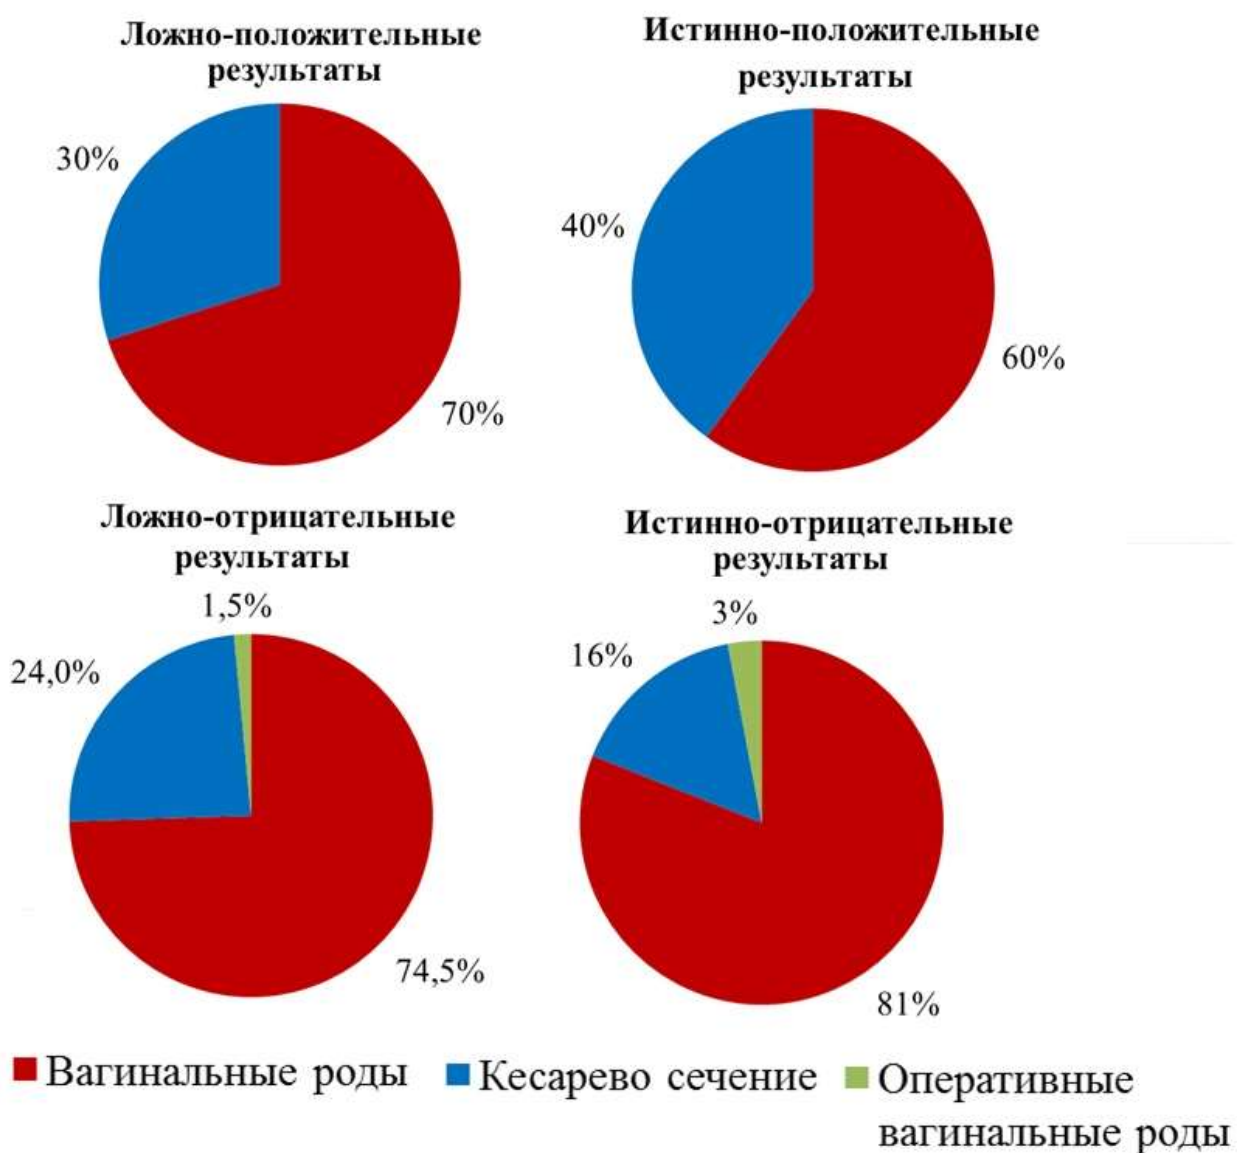 Ложно-положительные
результаты
30%
70%
Истинно-положительные
результаты
40%
60%
Ложно-отрицательные
результаты
1,5%
24,0%
74,5%
Истинно-отрицательные
результаты
3%
16%
81%
Вагинальные роды
Кесарево сечение
Оперативные
вагинальные роды